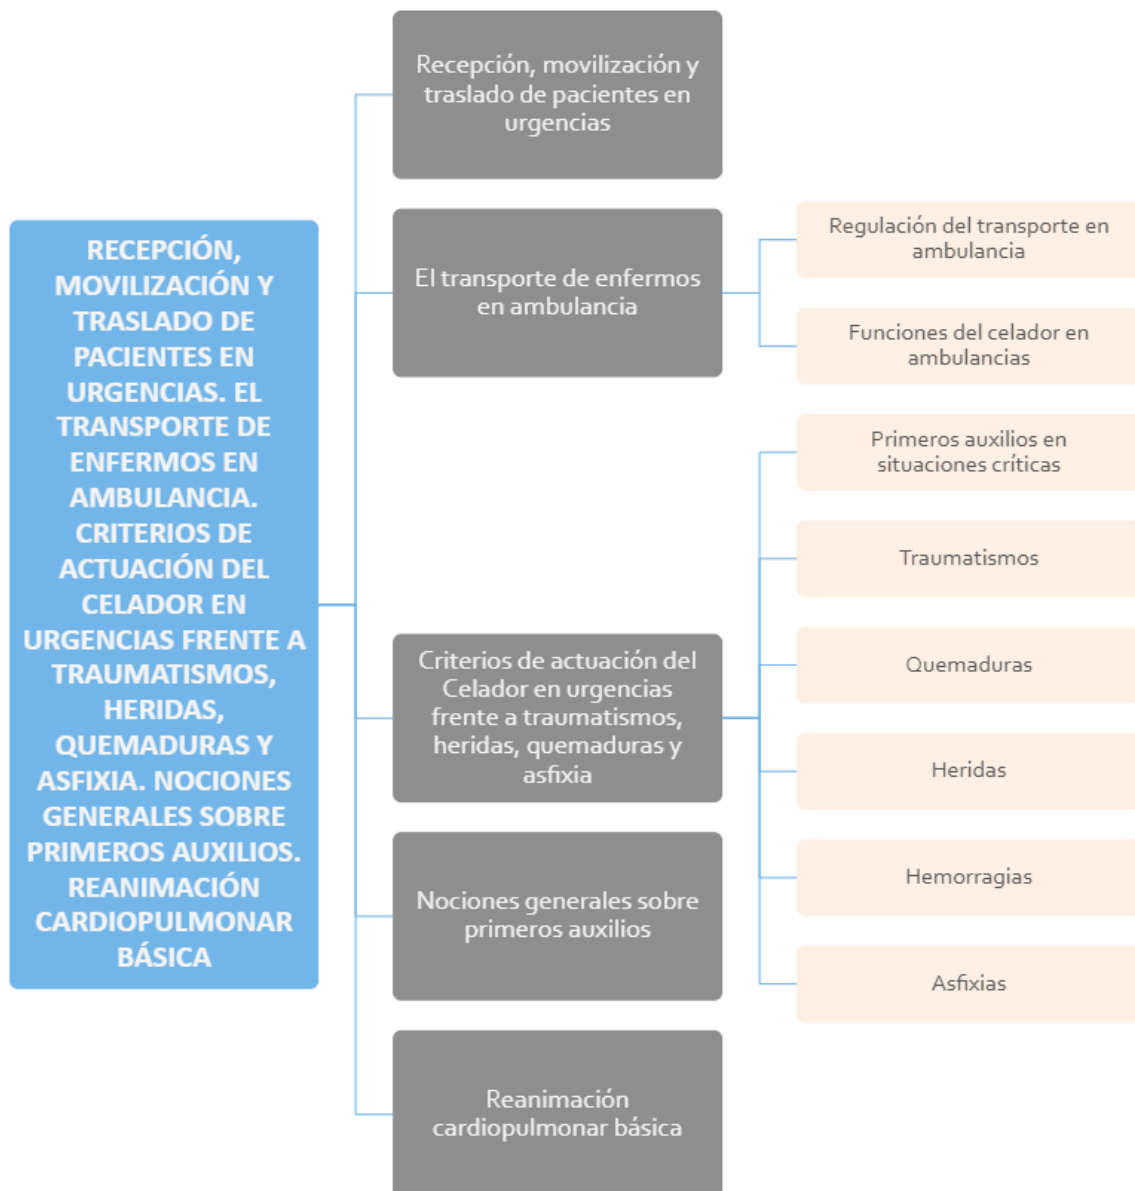 RECEPCIÓN,
MOVILIZACIÓN Y
TRASLADO DE
PACIENTES EN
URGENCIAS. EL
TRANSPORTE DE
ENFERMOS EN
AMBULANCIA.
CRITERIOS DE
ACTUACIÓN DEL
CELADOR EN
URGENCIAS FRENTE A
TRAUMATISMOS,
HERIDAS,
QUEMADURAS Y
ASFIXIA. NOCIONES
GENERALES SOBRE
PRIMEROS AUXILIOS.
REANIMACIÓN
CARDIOPULMONAR
BÁSICA
Recepción, movilización y
traslado de pacientes en
urgencias
El transporte de enfermos
en ambulancia
Regulación del transporte en
ambulancia
Funciones del celador en
ambulancias
Criterios de actuación del
Celador en urgencias
frente a traumatismos,
heridas, quemaduras y
asfixia
Primeros auxilios en
situaciones críticas
Traumatismos
Quemaduras
Heridas
Hemorragias
Asfixias
Nociones generales sobre
primeros auxilios
Reanimación
cardiopulmonar básica